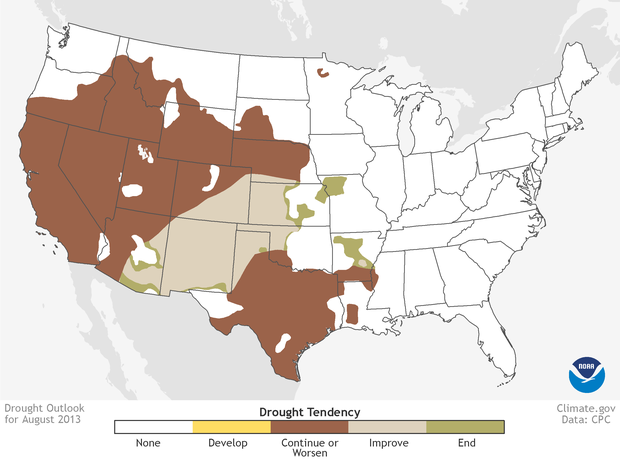 NOAA
Drought Outlook
for August 2013
Drought Tendency
None
Develop
Continue or
Worsen
Improve
End
Climate.gov
Data: CPC